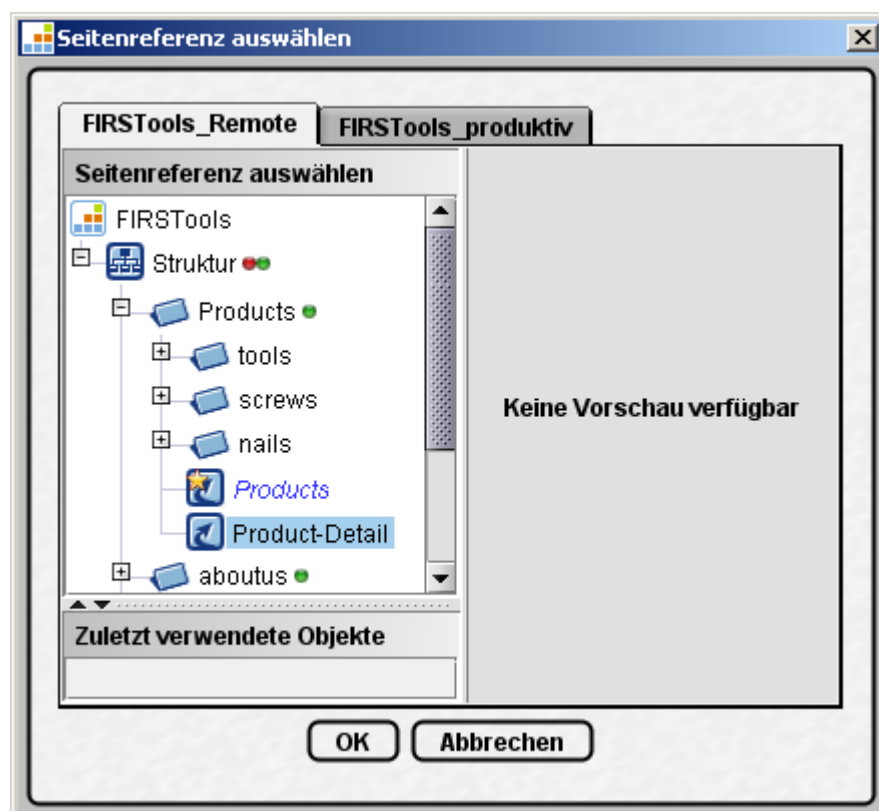 Seitenreferenz auswählen
FIRSTools_Remote
FIRSTools_produktiv
Seitenreferenz auswählen
FIRSTools
Struktur
Products
tools
screws
nails
Products
Product-Detail
aboutus
Keine Vorschau verfügbar
Zuletzt verwendete Objekte
OK
Abbrechen